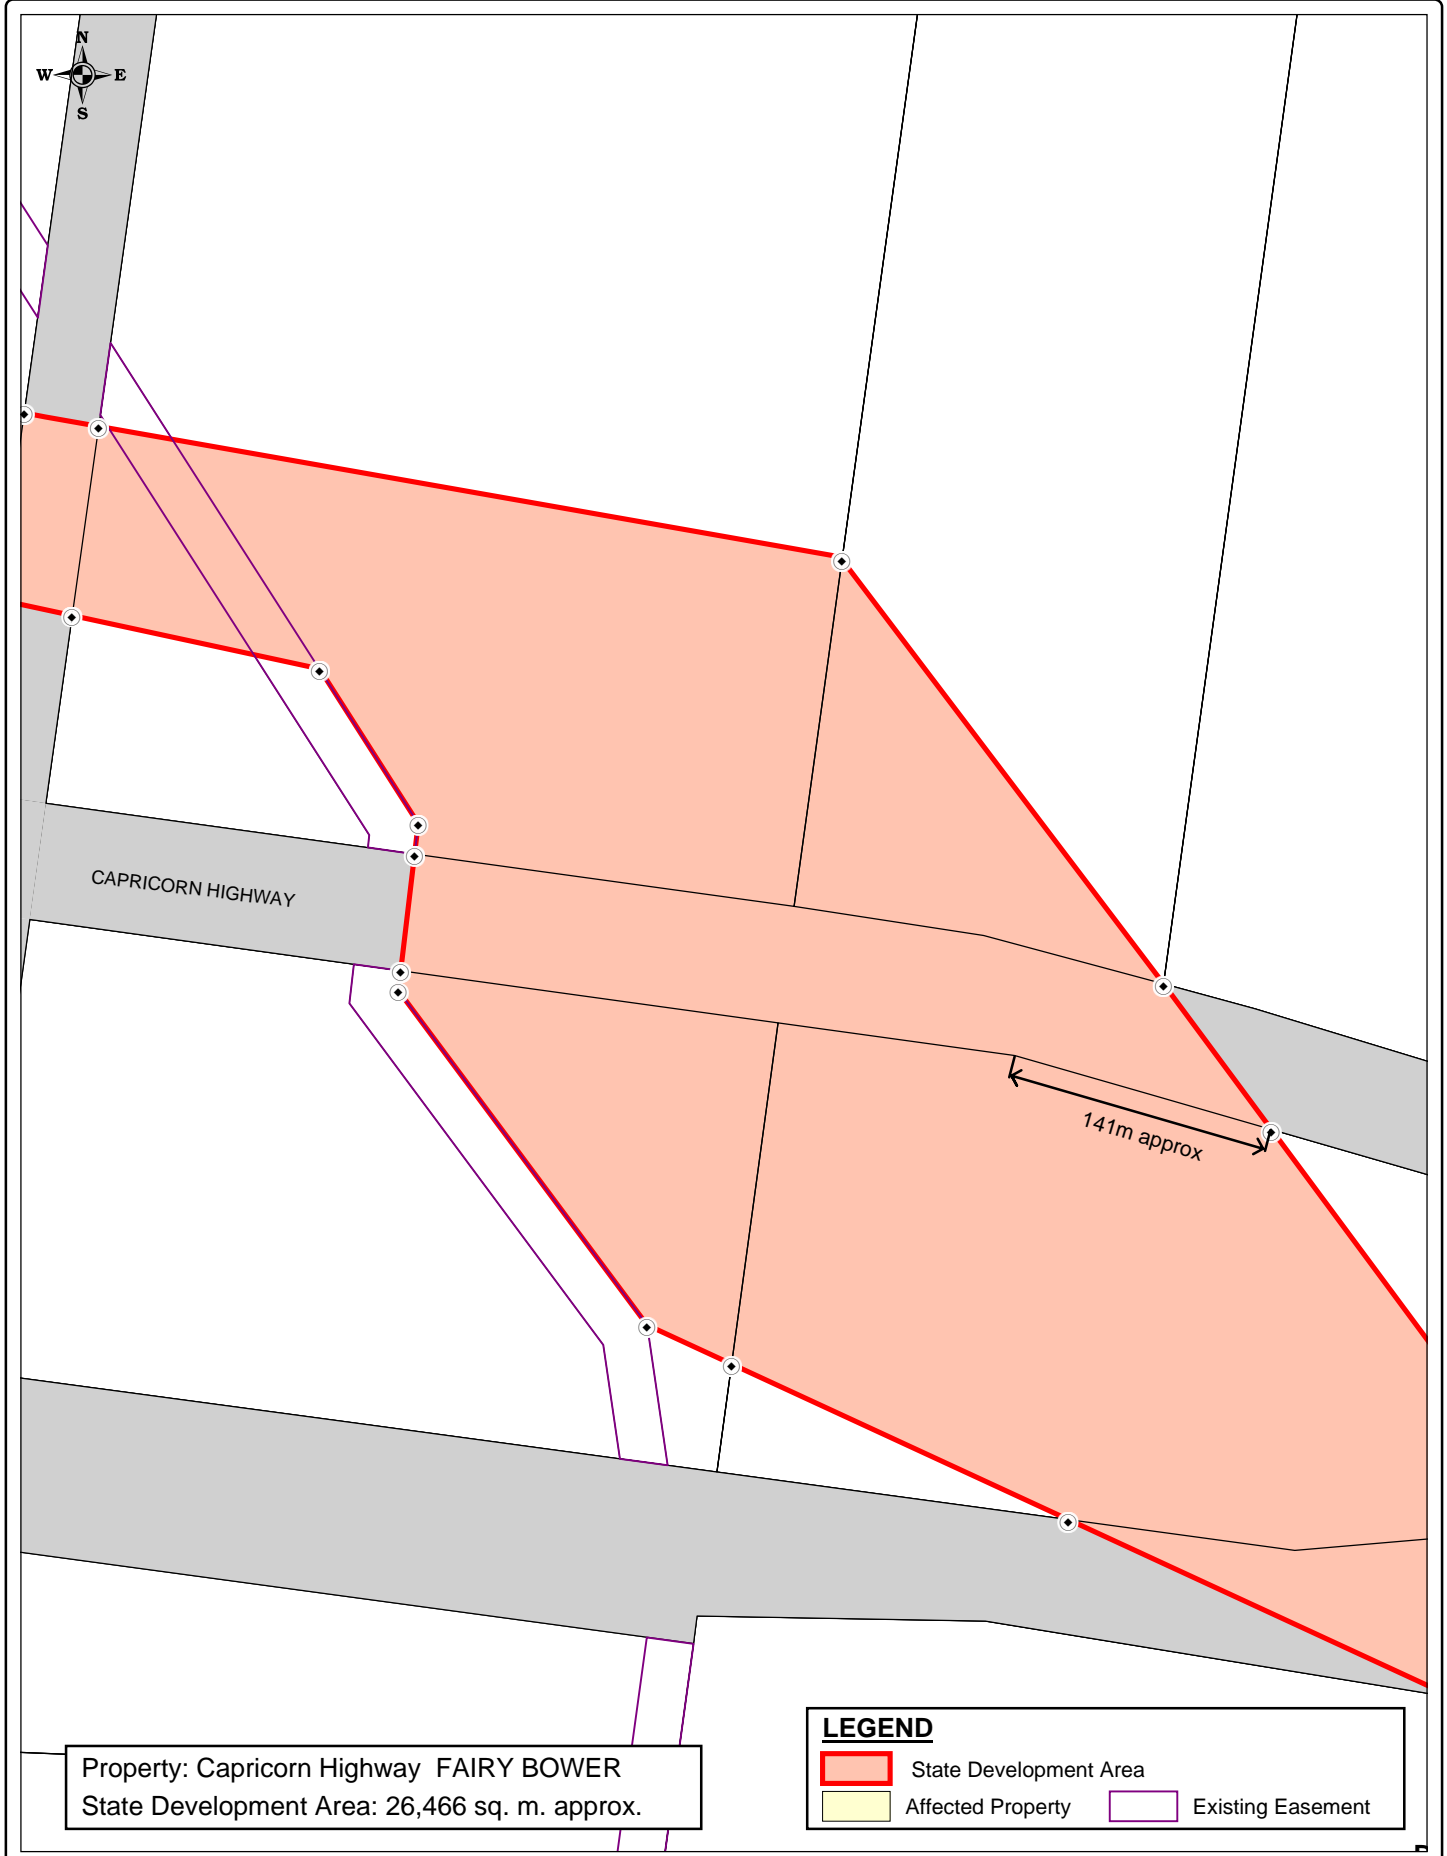 N
W E
S
CAPRICORN HIGHWAY
141m approx
LEGEND
State Development Area
Affected Property
Existing Easement
Property: Capricorn Highway FAIRY BOWER
State Development Area: 26,466 sq. m. approx.